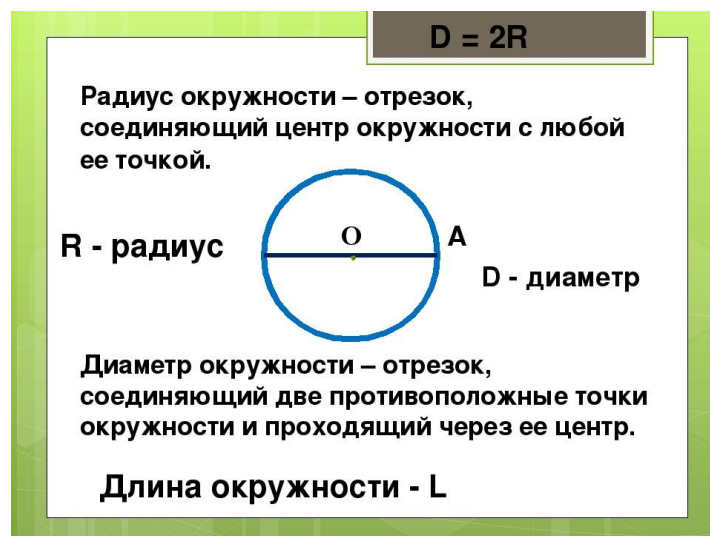 D = 2R
Радиус окружности – отрезок,
соединяющий центр окружности с любой
ее точкой.
R - радиус
O
A
D - диаметр
Диаметр окружности – отрезок,
соединяющий две противоположные точки
окружности и проходящий через ее центр.
Длина окружности - L